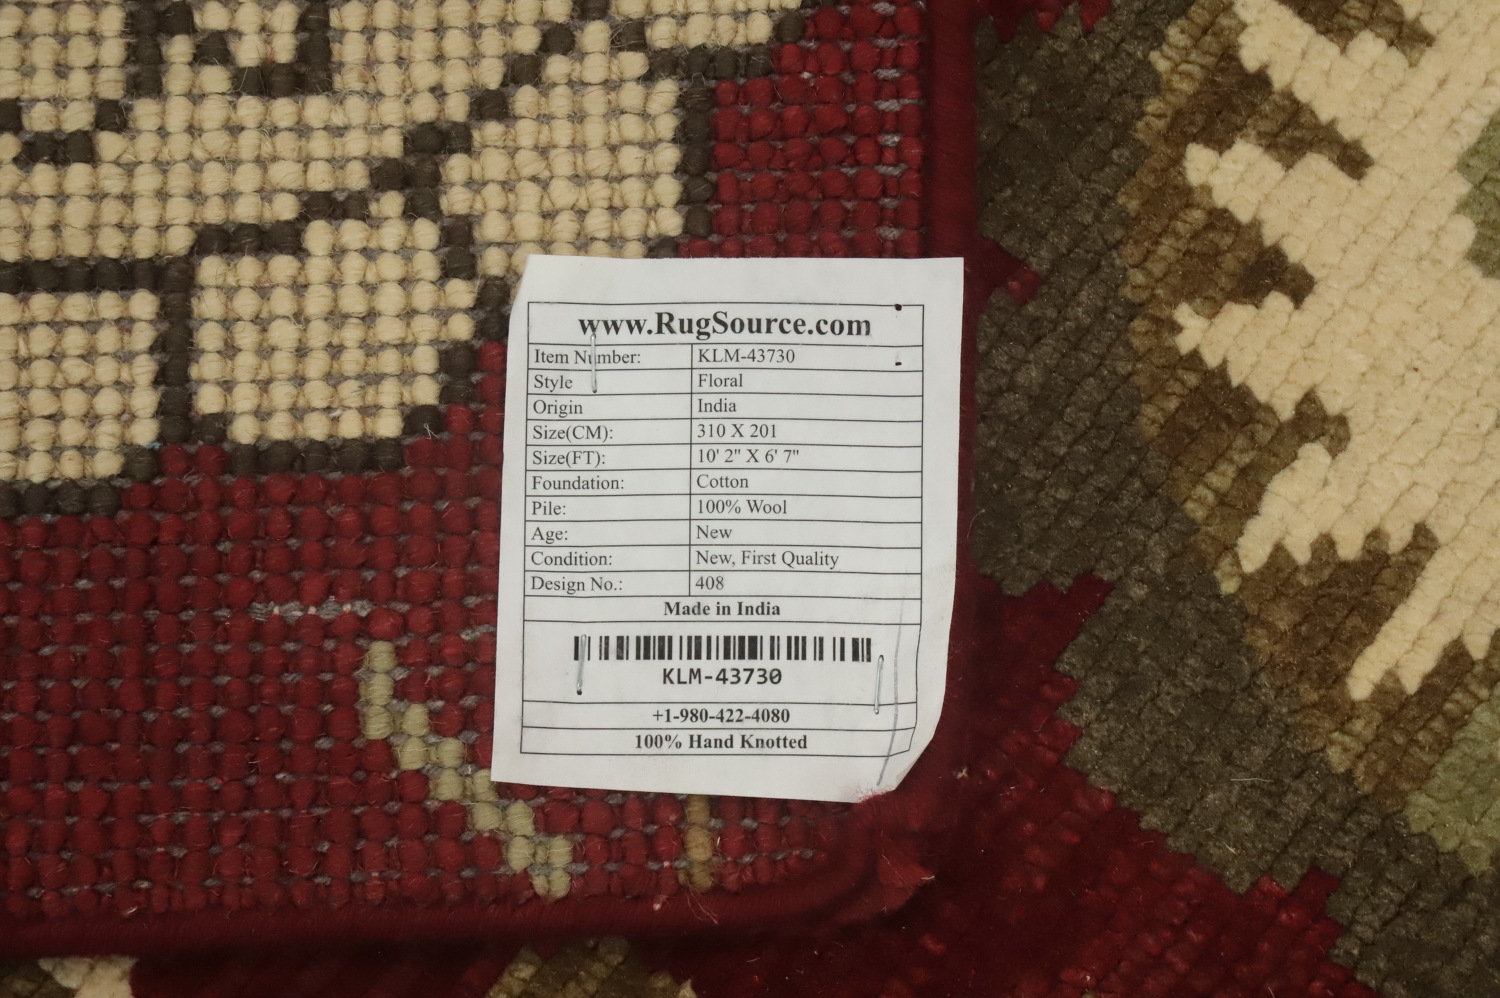 www.RugSource.com
Item Number: KLM-43730
Style Floral
Origin India
Size(CM): 310 X 201
Size(FT): 10' 2" X 6' 7"
Foundation: Cotton
Pile: 100% Wool
Age: New
Condition: New, First Quality
Design No.: 408
Made in India
KLM-43730
+1-980-422-4080
100% Hand Knotted